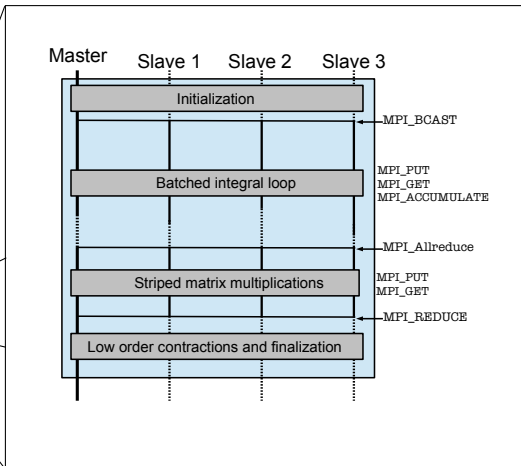 Master Slave 1 Slave 2 Slave 3
Initialization
MPI_BCAST
Batched integral loop
MPI_PUT
MPI_GET
MPI_ACCUMULATE
MPI_Allreduce
Striped matrix multiplications
MPI_PUT
MPI_GET
MPI_REDUCE
Low order contractions and finalization